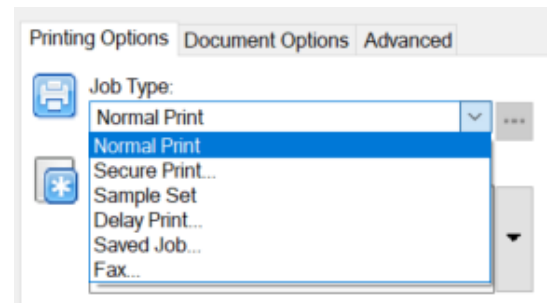 Printing Options Document Options Advanced
Job Type:
Normal Print
Normal Print
Secure Print...
Sample Set
Delay Print...
Saved Job...
Fax...